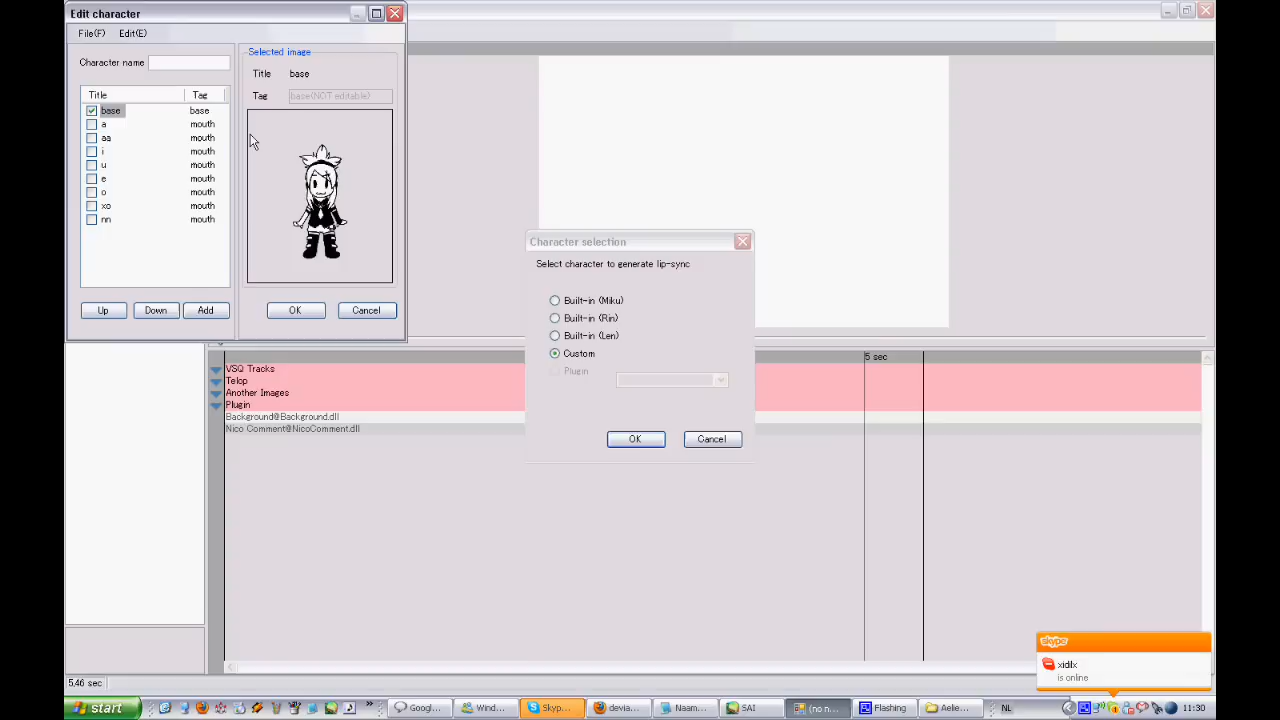 Edit character
File(F) Edit(E)
Character name
Title Tag
base base
a mouth
aa mouth
i mouth
u mouth
e mouth
o mouth
xo mouth
nn mouth
Up Down Add
Selected image
Title base
Tag base(NOT editable)
OK Cancel
Character selection
Select character to generate lip-sync
Built-in (Miku)
Built-in (Rin)
Built-in (Len)
Custom
Plugin
OK Cancel
5 sec
VSQ Tracks
Telop
Another Images
Plugin
Background@Background.dll
Nico Comment@NicoComment.dll
skype
xidlx
is online
5,46 sec
start
Googl...
Wind...
Skyp...
devia...
Naam...
SAI
(no n...
Flashing
Aelie...
NL
11:30